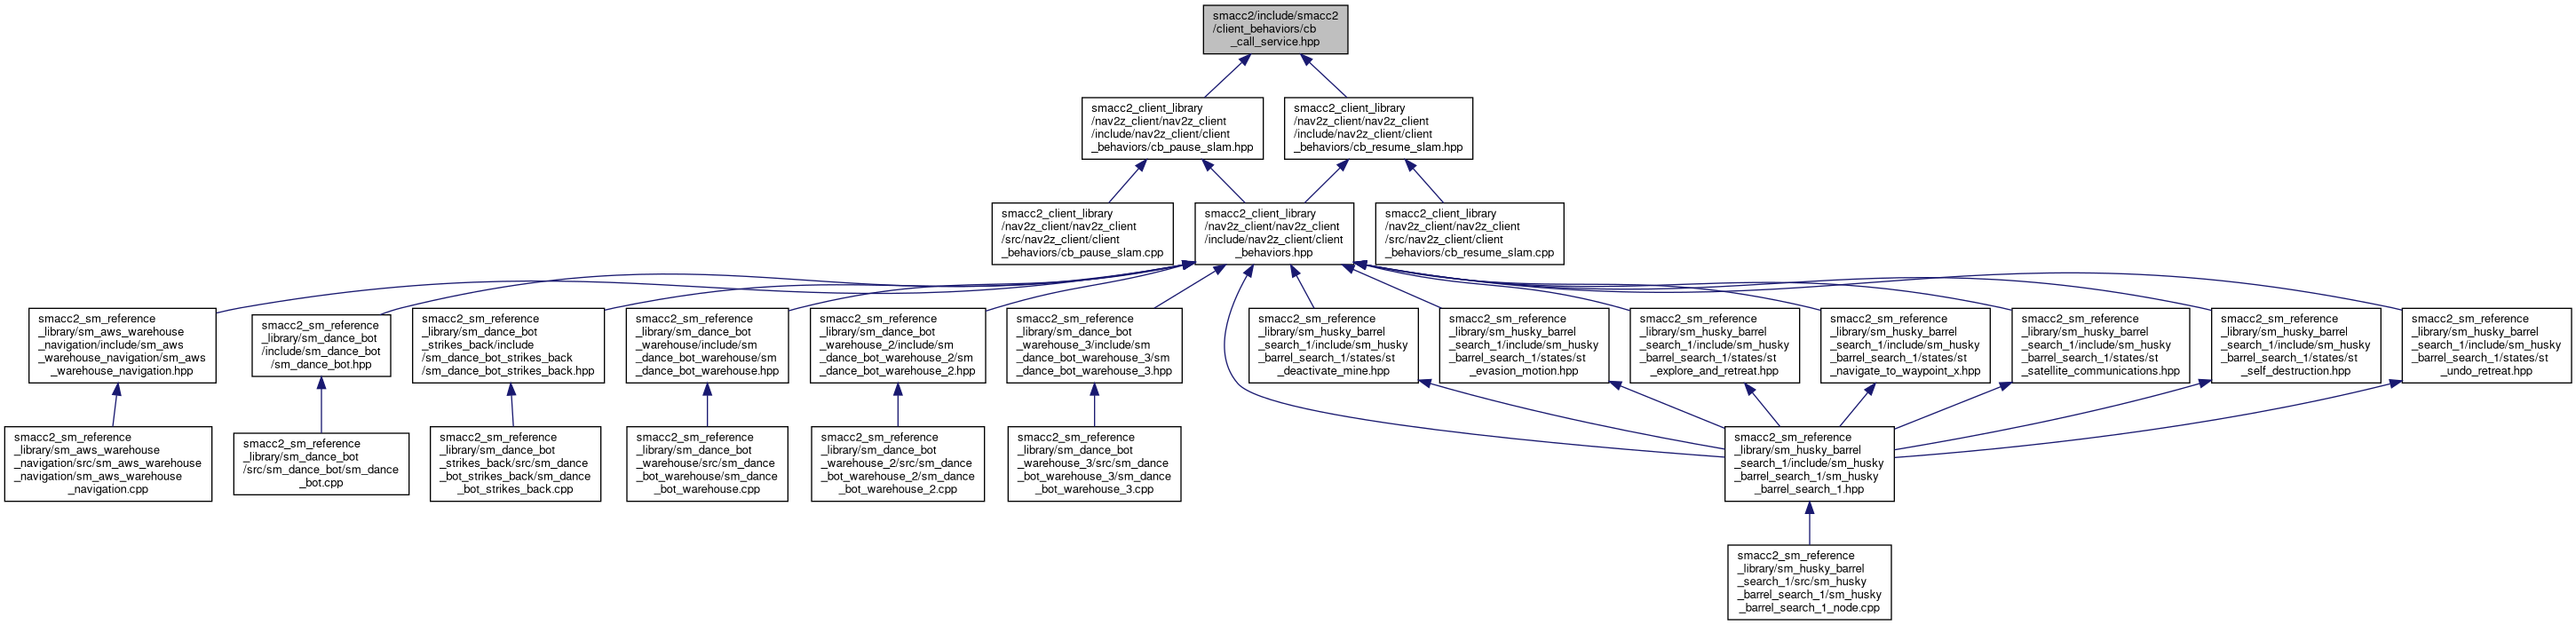 smacc2/include/smacc2
/client_behaviors/cb
_call_service.hpp
smacc2_client_library
/nav2z_client/nav2z_client
/include/nav2z_client/client
_behaviors/cb_pause_slam.hpp
smacc2_client_library
/nav2z_client/nav2z_client
/include/nav2z_client/client
_behaviors/cb_resume_slam.hpp
smacc2_client_library
/nav2z_client/nav2z_client
/src/nav2z_client/client
_behaviors/cb_pause_slam.cpp
smacc2_client_library
/nav2z_client/nav2z_client
/include/nav2z_client/client
_behaviors.hpp
smacc2_client_library
/nav2z_client/nav2z_client
/src/nav2z_client/client
_behaviors/cb_resume_slam.cpp
smacc2_sm_reference
_library/sm_aws_warehouse
_navigation/include/sm_aws
_warehouse_navigation/sm_aws
_warehouse_navigation.hpp
smacc2_sm_reference
_library/sm_dance_bot
/include/sm_dance_bot
/sm_dance_bot.hpp
smacc2_sm_reference
_library/sm_dance_bot
_strikes_back/include
/sm_dance_bot_strikes_back
/sm_dance_bot_strikes_back.hpp
smacc2_sm_reference
_library/sm_dance_bot
_warehouse/include/sm
_dance_bot_warehouse/sm
_dance_bot_warehouse.hpp
smacc2_sm_reference
_library/sm_dance_bot
_warehouse_2/include/sm
_dance_bot_warehouse_2/sm
_dance_bot_warehouse_2.hpp
smacc2_sm_reference
_library/sm_dance_bot
_warehouse_3/include/sm
_dance_bot_warehouse_3/sm
_dance_bot_warehouse_3.hpp
smacc2_sm_reference
_library/sm_husky_barrel
_search_1/include/sm_husky
_barrel_search_1/states/st
_deactivate_mine.hpp
smacc2_sm_reference
_library/sm_husky_barrel
_search_1/include/sm_husky
_barrel_search_1/states/st
_evasion_motion.hpp
smacc2_sm_reference
_library/sm_husky_barrel
_search_1/include/sm_husky
_barrel_search_1/states/st
_explore_and_retreat.hpp
smacc2_sm_reference
_library/sm_husky_barrel
_search_1/include/sm_husky
_barrel_search_1/states/st
_navigate_to_waypoint_x.hpp
smacc2_sm_reference
_library/sm_husky_barrel
_search_1/include/sm_husky
_barrel_search_1/states/st
_satellite_communications.hpp
smacc2_sm_reference
_library/sm_husky_barrel
_search_1/include/sm_husky
_barrel_search_1/states/st
_self_destruction.hpp
smacc2_sm_reference
_library/sm_husky_barrel
_search_1/include/sm_husky
_barrel_search_1/states/st
_undo_retreat.hpp
smacc2_sm_reference
_library/sm_aws_warehouse
_navigation/src/sm_aws_warehouse
_navigation/sm_aws_warehouse
_navigation.cpp
smacc2_sm_reference
_library/sm_dance_bot
/src/sm_dance_bot/sm_dance
_bot.cpp
smacc2_sm_reference
_library/sm_dance_bot
_strikes_back/src/sm_dance
_bot_strikes_back/sm_dance
_bot_strikes_back.cpp
smacc2_sm_reference
_library/sm_dance_bot
_warehouse/src/sm_dance
_bot_warehouse/sm_dance
_bot_warehouse.cpp
smacc2_sm_reference
_library/sm_dance_bot
_warehouse_2/src/sm_dance
_bot_warehouse_2/sm_dance
_bot_warehouse_2.cpp
smacc2_sm_reference
_library/sm_dance_bot
_warehouse_3/src/sm_dance
_bot_warehouse_3/sm_dance
_bot_warehouse_3.cpp
smacc2_sm_reference
_library/sm_husky_barrel
_search_1/include/sm_husky
_barrel_search_1/sm_husky
_barrel_search_1.hpp
smacc2_sm_reference
_library/sm_husky_barrel
_search_1/src/sm_husky
_barrel_search_1/sm_husky
_barrel_search_1_node.cpp